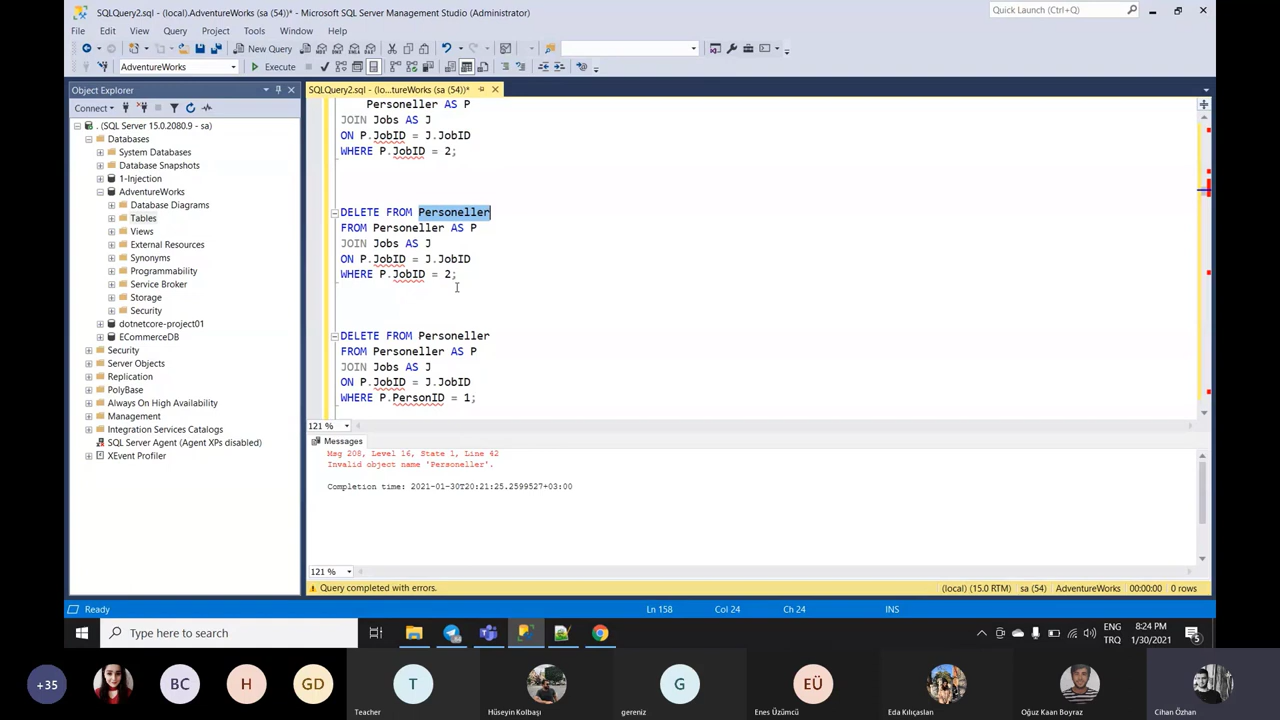 SQLQuery2.sql - (local).AdventureWorks (sa (54))* - Microsoft SQL Server Management Studio (Administrator)
Quick Launch (Ctrl+Q)
File Edit View Query Project Tools Window Help
New Query
AdventureWorks
Execute
Object Explorer
Connect
. (SQL Server 15.0.2080.9 - sa)
Databases
System Databases
Database Snapshots
1-Injection
AdventureWorks
Database Diagrams
Tables
Views
External Resources
Synonyms
Programmability
Service Broker
Storage
Security
dotnetcore-project01
ECommerceDB
Security
Server Objects
Replication
PolyBase
Always On High Availability
Management
Integration Services Catalogs
SQL Server Agent (Agent XPs disabled)
XEvent Profiler
SQLQuery2.sql - (lo...tureWorks (sa (54))*
Personeller AS P
JOIN Jobs AS J
ON P.JobID = J.JobID
WHERE P.JobID = 2;
DELETE FROM Personeller
FROM Personeller AS P
JOIN Jobs AS J
ON P.JobID = J.JobID
WHERE P.JobID = 2;
DELETE FROM Personeller
FROM Personeller AS P
JOIN Jobs AS J
ON P.JobID = J.JobID
WHERE P.PersonID = 1;
121 %
Messages
Msg 208, Level 16, State 1, Line 42
Invalid object name 'Personeller'.
Completion time: 2021-01-30T20:21:25.2599527+03:00
121 %
Query completed with errors.
(local) (15.0 RTM) sa (54) AdventureWorks 00:00:00 0 rows
Ready
Ln 158 Col 24 Ch 24 INS
Type here to search
ENG
TRQ
8:24 PM
1/30/2021
5
+35
BC
H
GD
T
Teacher
Hüseyin Kolbaşı
G
gereniz
EÜ
Enes Üzümcü
Eda Kılıçaslan
Oğuz Kaan Boyraz
Cihan Özhan